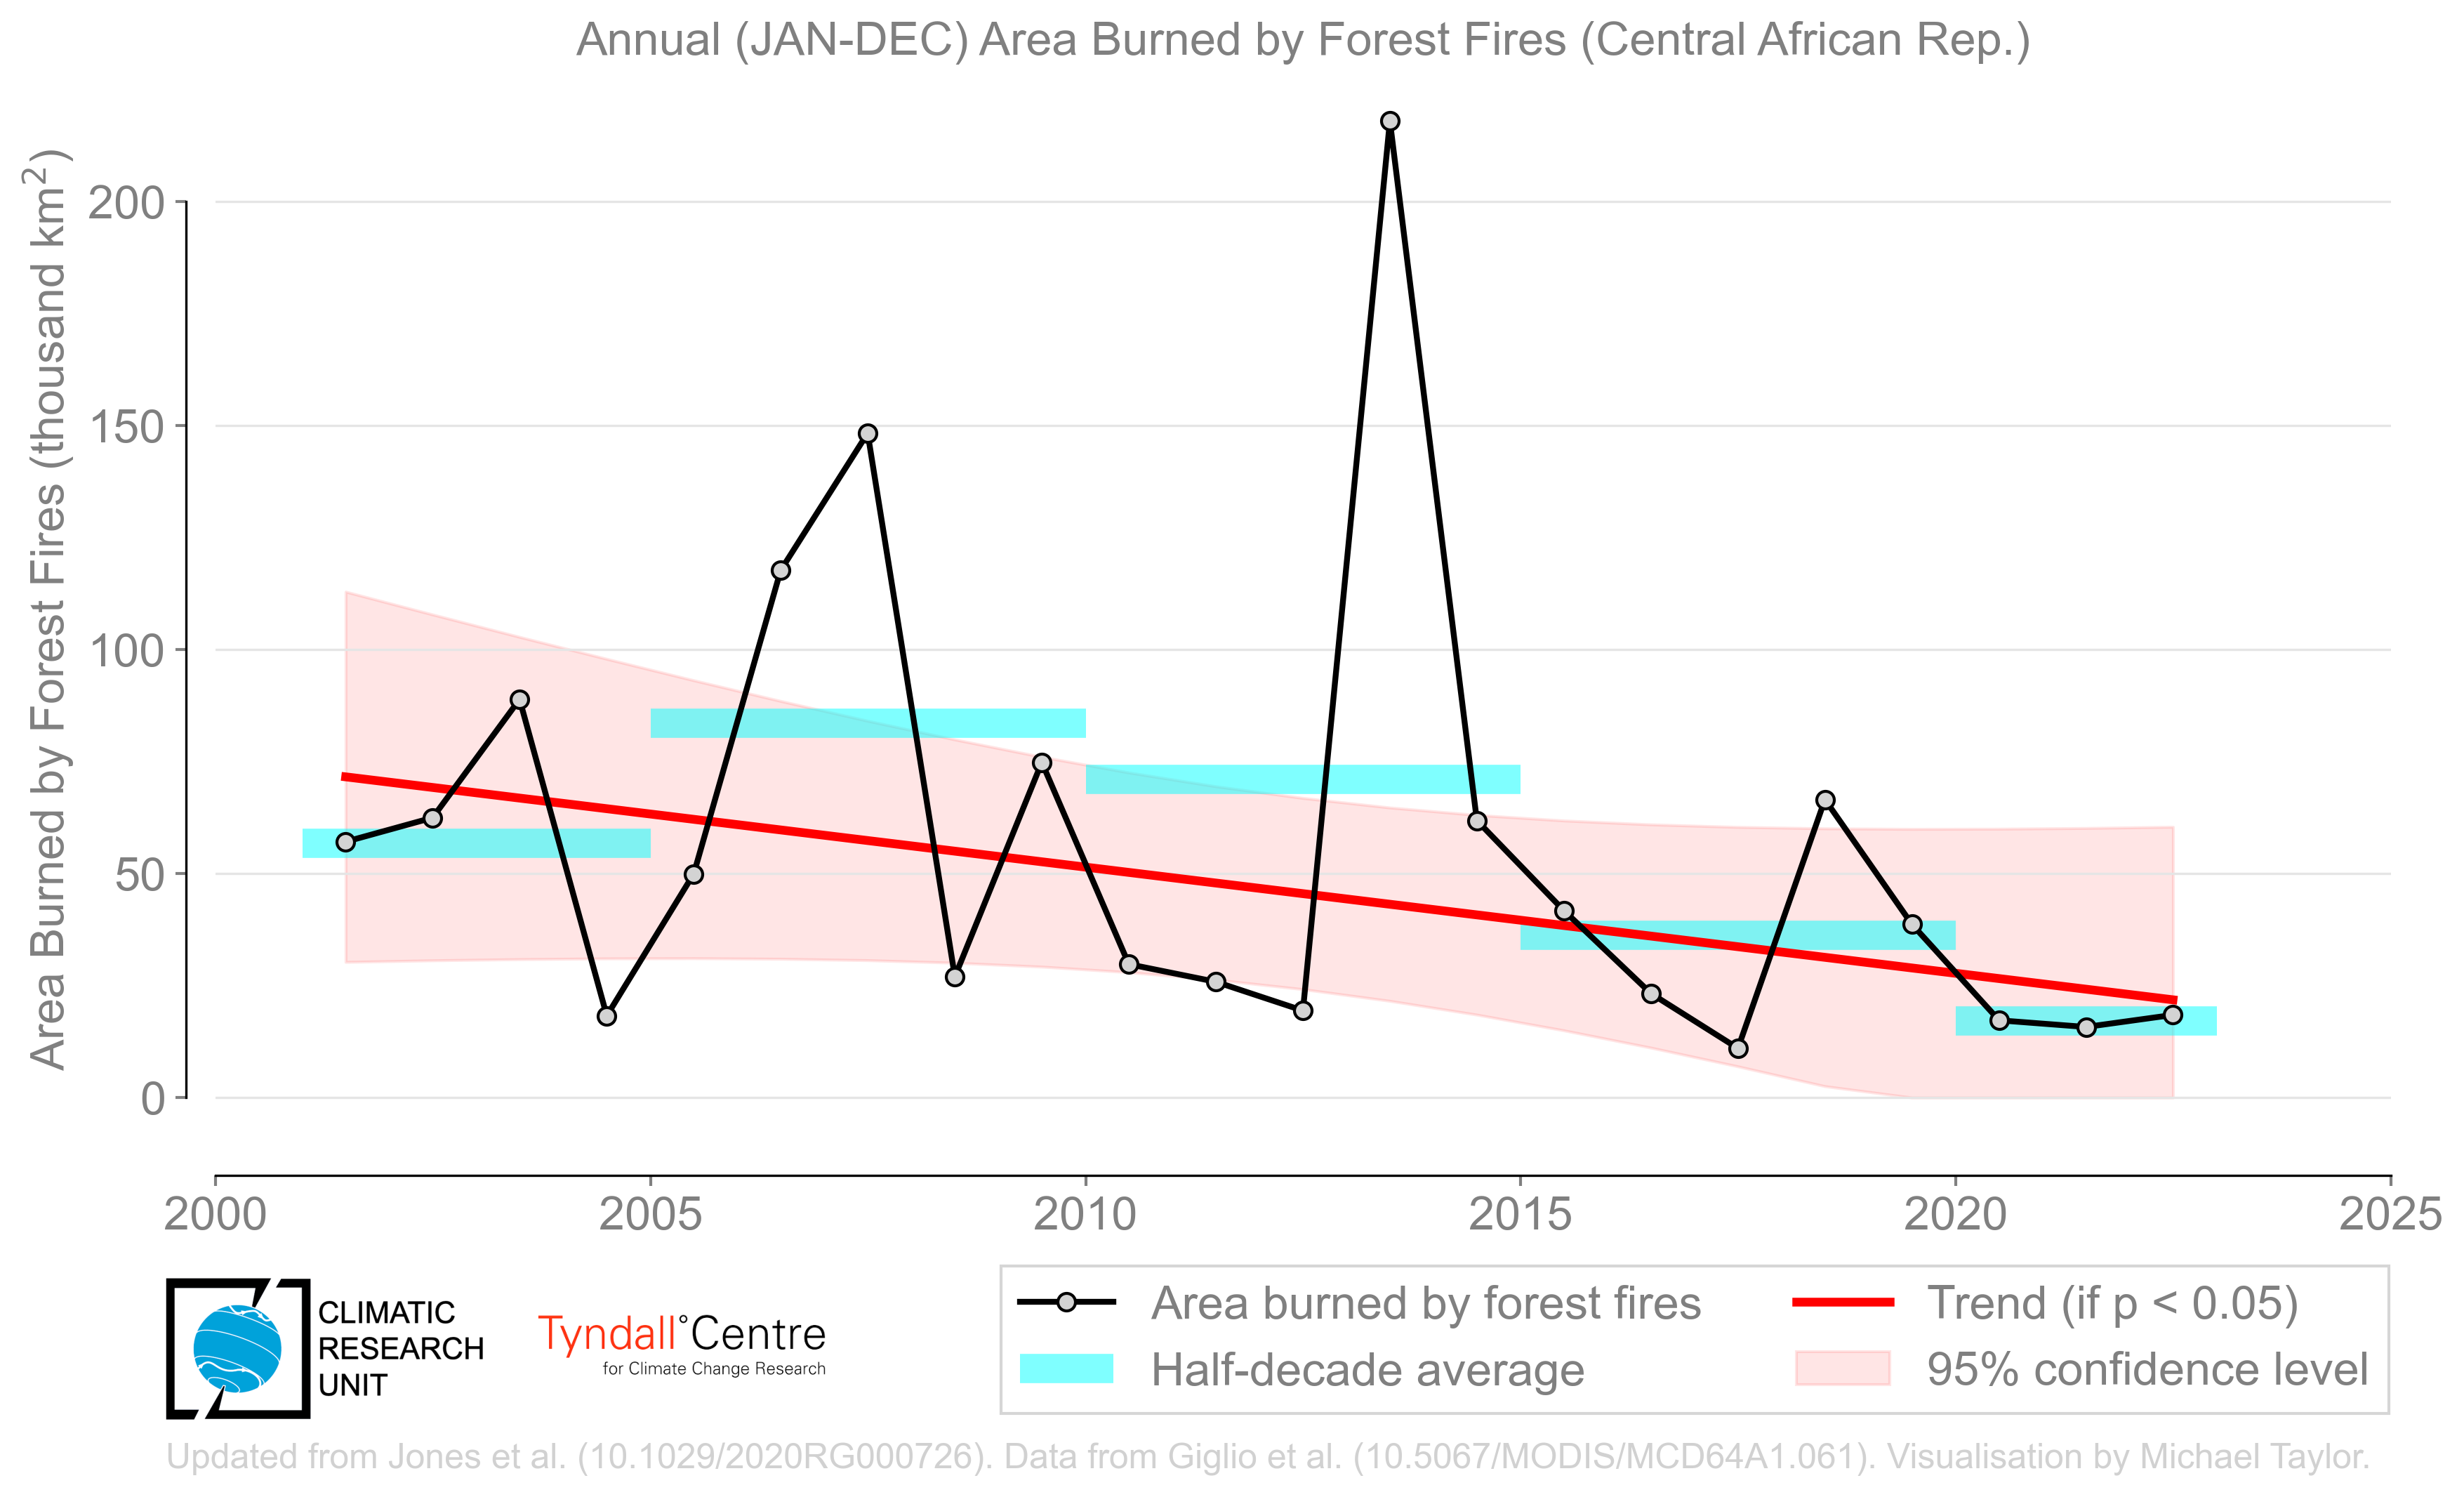 Annual (JAN-DEC) Area Burned by Forest Fires (Central African Rep.)
Area Burned by Forest Fires (thousand km²)
200
150
100
50
0
2000 2005 2010 2015 2020 2025
CLIMATIC
RESEARCH
UNIT
Tyndall°Centre
for Climate Change Research
Area burned by forest fires
Half-decade average
Trend (if p < 0.05)
95% confidence level
Updated from Jones et al. (10.1029/2020RG000726). Data from Giglio et al. (10.5067/MODIS/MCD64A1.061). Visualisation by Michael Taylor.